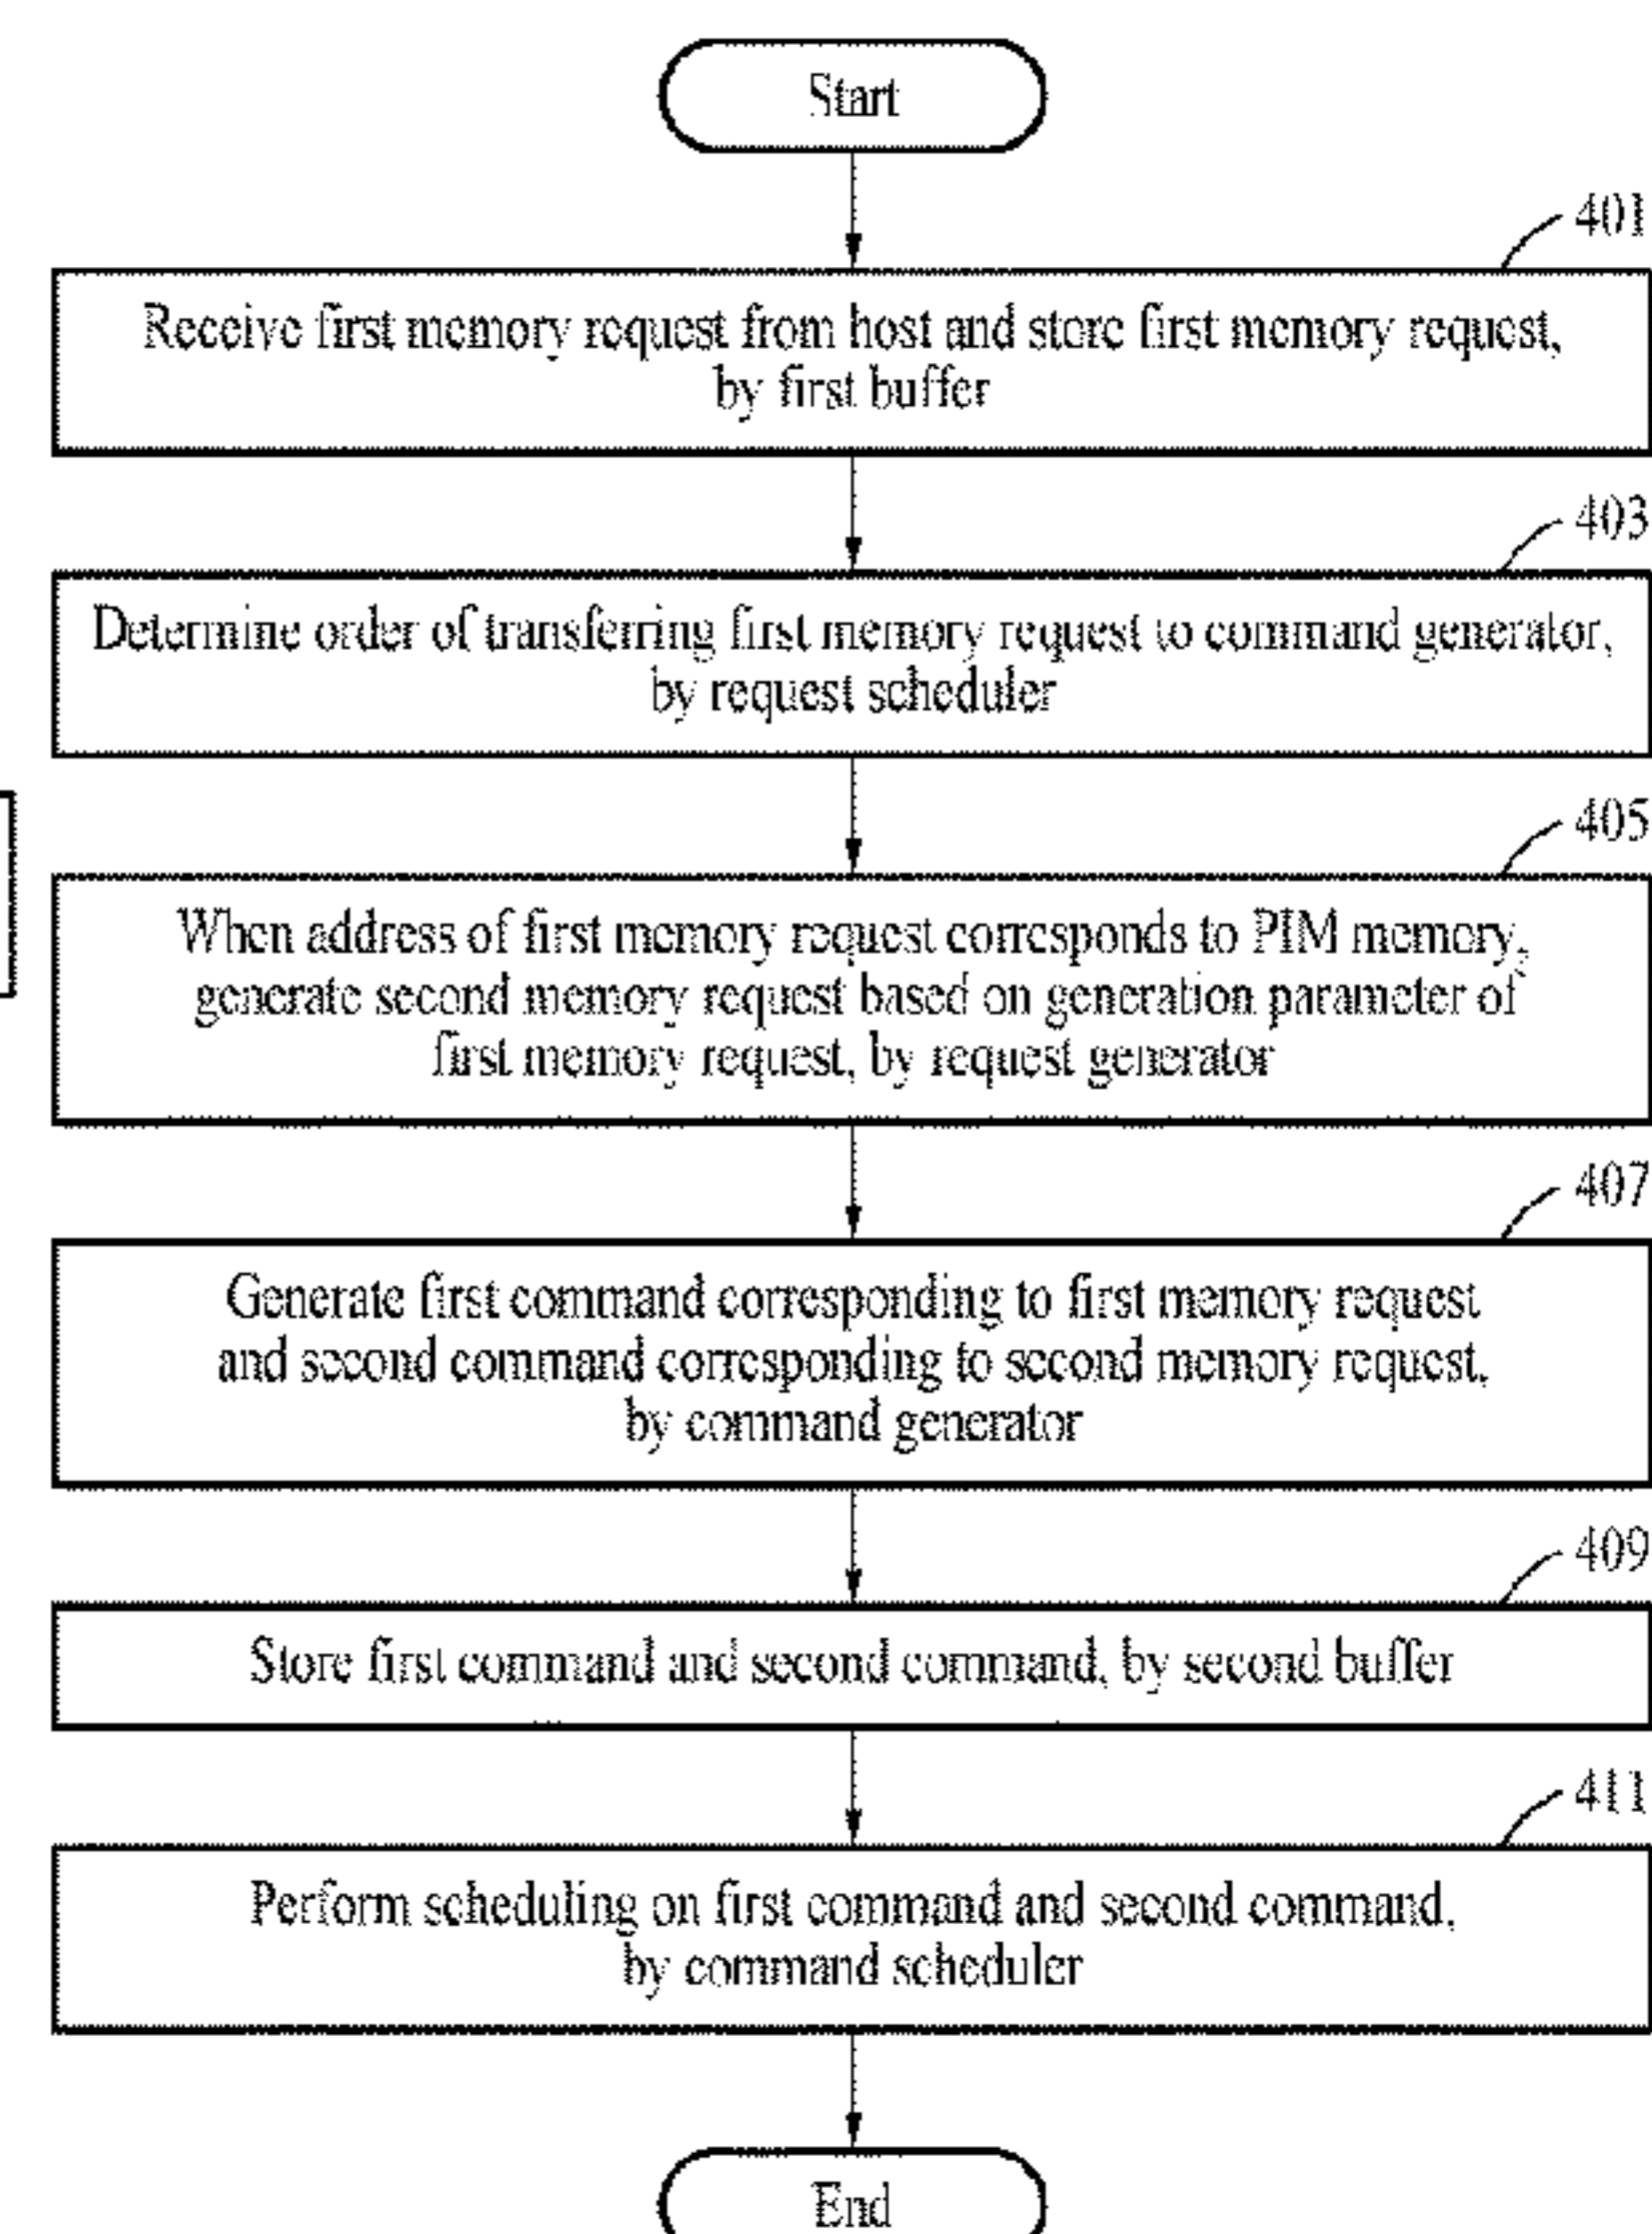 Start
401
Receive first memory request from host and store first memory request,
by first buffer
403
Determine order of transferring first memory request to command generator,
by request scheduler
405
When address of first memory request corresponds to PIM memory,
generate second memory request based on generation parameter of
first memory request, by request generator
407
Generate first command corresponding to first memory request
and second command corresponding to second memory request,
by command generator
409
Store first command and second command, by second buffer
411
Perform scheduling on first command and second command,
by command scheduler
End